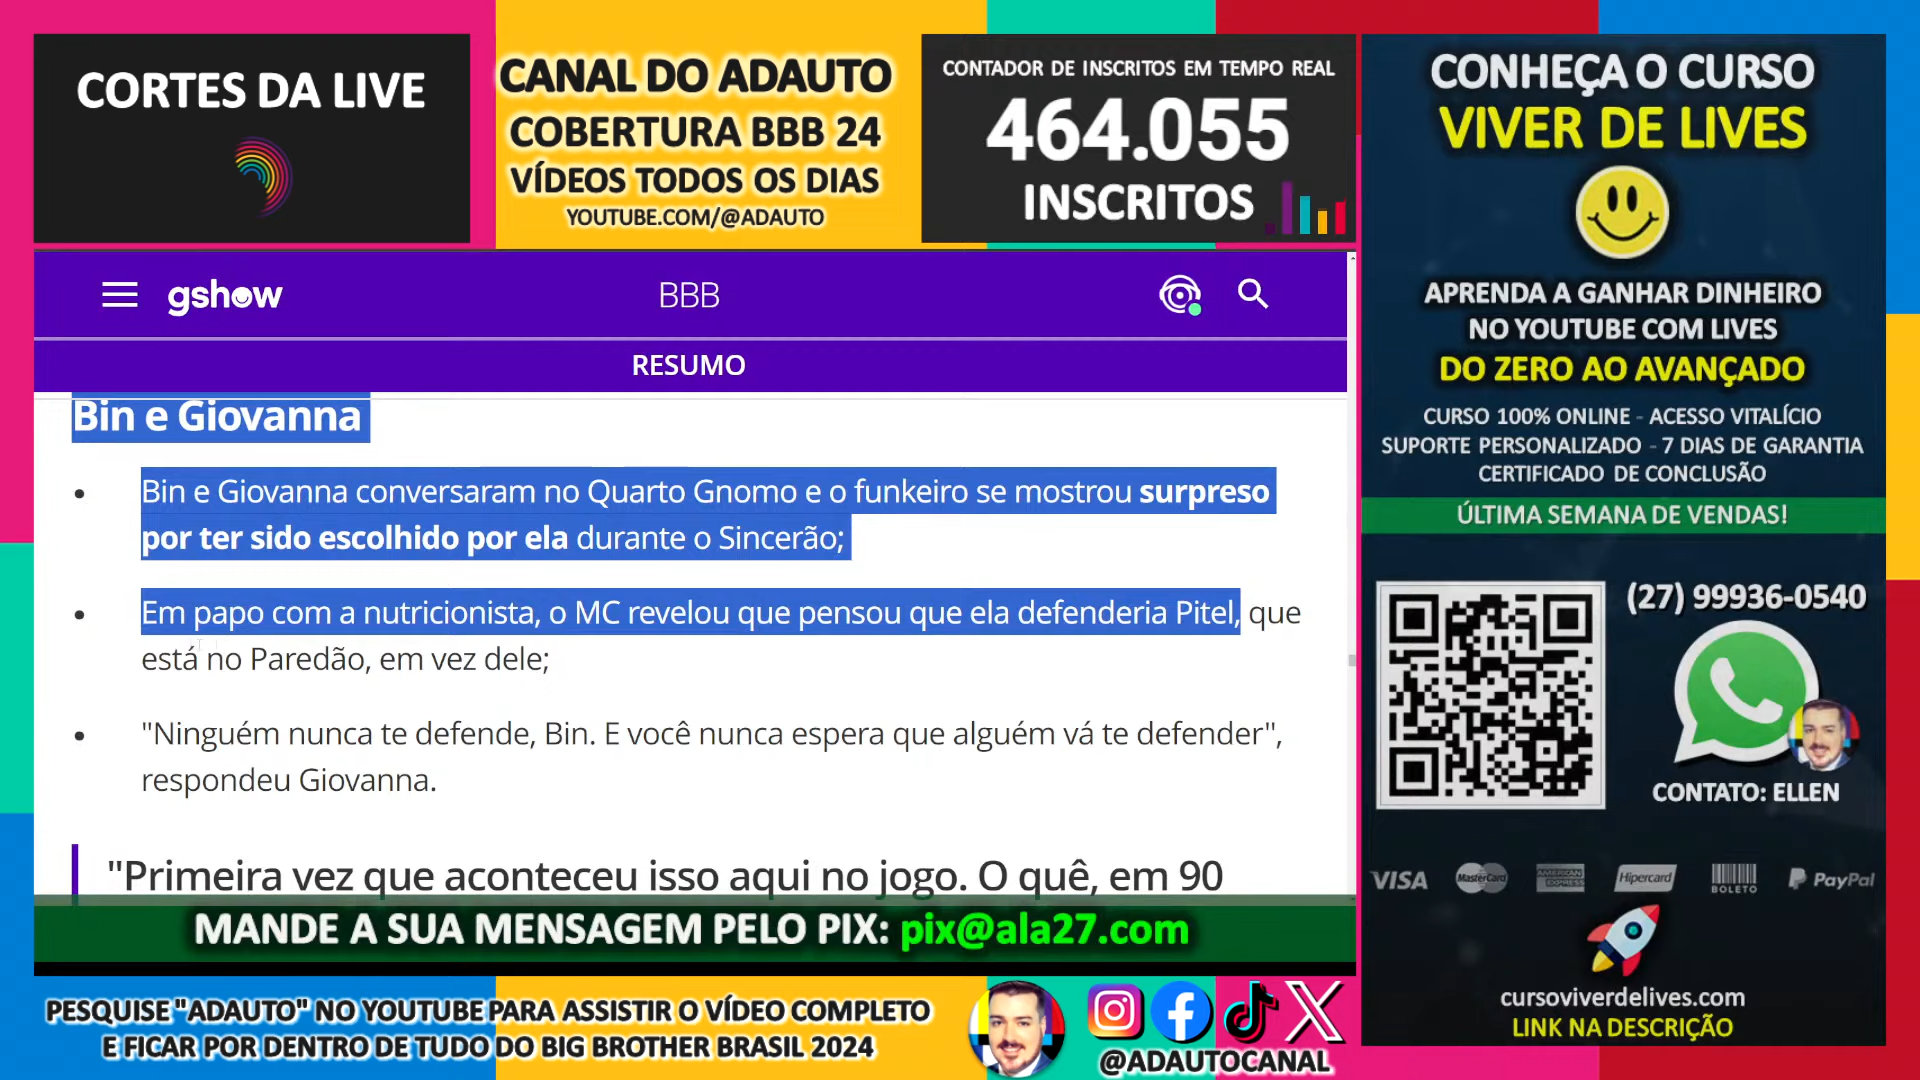 CORTES DA LIVE
CANAL DO ADAUTO
COBERTURA BBB 24
VÍDEOS TODOS OS DIAS
YOUTUBE.COM/@ADAUTO
CONTADOR DE INSCRITOS EM TEMPO REAL
464.055
INSCRITOS
gshow
BBB
RESUMO
Bin e Giovanna
• Bin e Giovanna conversaram no Quarto Gnomo e o funkeiro se mostrou surpreso
por ter sido escolhido por ela durante o Sincerão;
• Em papo com a nutricionista, o MC revelou que pensou que ela defenderia Pitel, que
está no Paredão, em vez dele;
• "Ninguém nunca te defende, Bin. E você nunca espera que alguém vá te defender",
respondeu Giovanna.
"Primeira vez que aconteceu isso aqui no jogo. O quê, em 90
MANDE A SUA MENSAGEM PELO PIX: pix@ala27.com
PESQUISE "ADAUTO" NO YOUTUBE PARA ASSISTIR O VÍDEO COMPLETO
E FICAR POR DENTRO DE TUDO DO BIG BROTHER BRASIL 2024
@ADAUTOCANAL
CONHEÇA O CURSO
VIVER DE LIVES
APRENDA A GANHAR DINHEIRO
NO YOUTUBE COM LIVES
DO ZERO AO AVANÇADO
CURSO 100% ONLINE - ACESSO VITALÍCIO
SUPORTE PERSONALIZADO - 7 DIAS DE GARANTIA
CERTIFICADO DE CONCLUSÃO
ÚLTIMA SEMANA DE VENDAS!
(27) 99936-0540
CONTATO: ELLEN
VISA MasterCard AMERICAN EXPRESS Hipercard BOLETO PayPal
cursoviverdelives.com
LINK NA DESCRIÇÃO